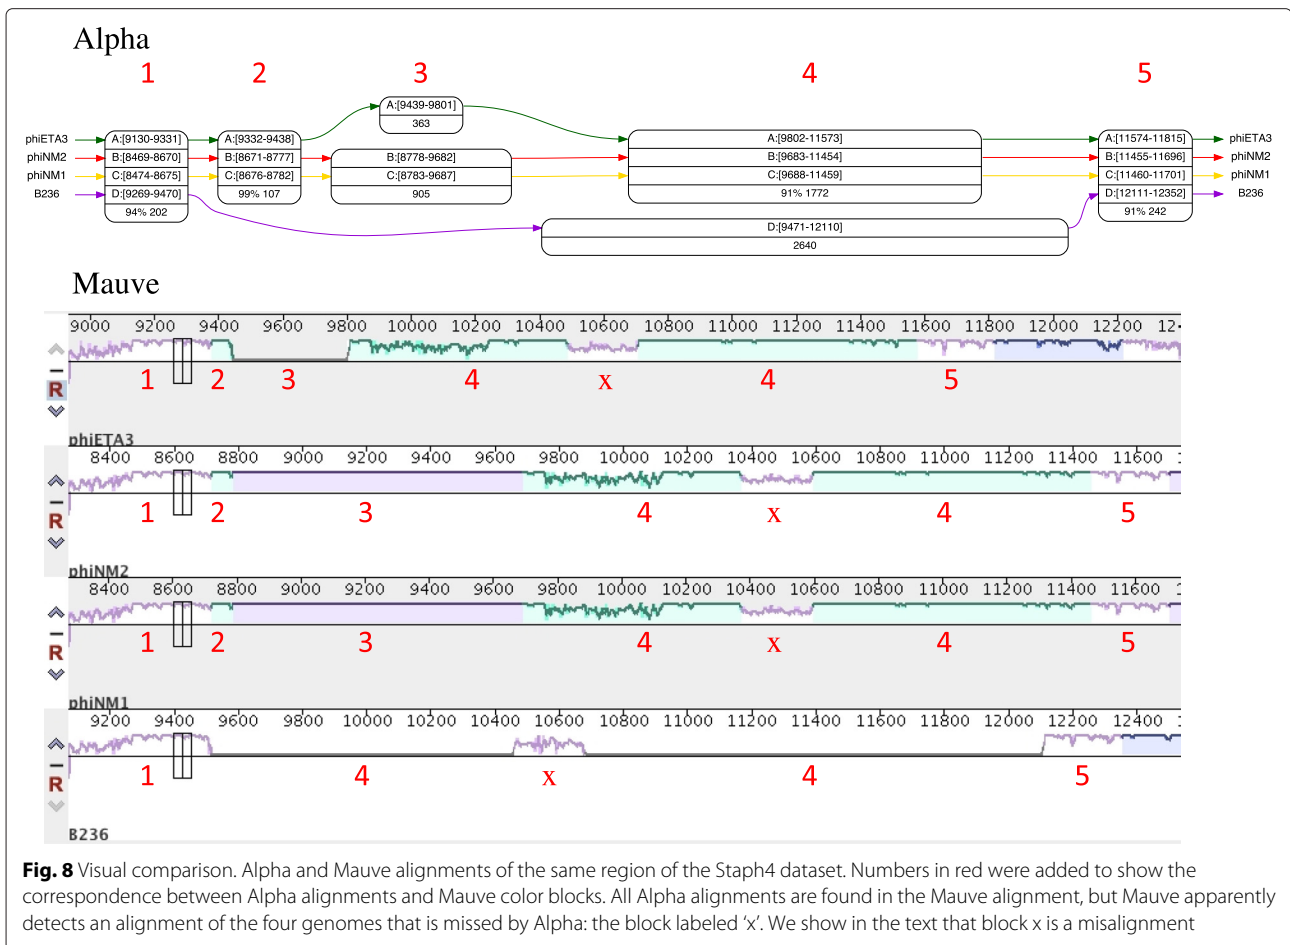 Alpha
1 2 3 4 5
A:[9439-9801]
363
phiETA3 A:[9130-9331] A:[9332-9438] A:[9802-11573] A:[11574-11815] phiETA3
phiNM2 B:[8469-8670] B:[8671-8777] B:[8778-9682] B:[9683-11454] B:[11455-11696] phiNM2
phiNM1 C:[8474-8675] C:[8676-8782] C:[8783-9687] C:[9688-11459] C:[11460-11701] phiNM1
B236 D:[9269-9470] 99% 107 905 91% 1772 D:[12111-12352] B236
94% 202 91% 242
D:[9471-12110]
2640
Mauve
9000 9200 9400 9600 9800 10000 10200 10400 10600 10800 11000 11200 11400 11600 11800 12000 12200 12
1 2 3 4 x 4 5
R
phiETA3
8400 8600 8800 9000 9200 9400 9600 9800 10000 10200 10400 10600 10800 11000 11200 11400 11600
1 2 3 4 x 4 5
R
phiNM2
8400 8600 8800 9000 9200 9400 9600 9800 10000 10200 10400 10600 10800 11000 11200 11400 11600
1 2 3 4 x 4 5
R
phiNM1
9200 9400 9600 9800 10000 10200 10400 10600 10800 11000 11200 11400 11600 11800 12000 12200 12400
1 4 x 4 5
R
B236
Fig. 8 Visual comparison. Alpha and Mauve alignments of the same region of the Staph4 dataset. Numbers in red were added to show the
correspondence between Alpha alignments and Mauve color blocks. All Alpha alignments are found in the Mauve alignment, but Mauve apparently
detects an alignment of the four genomes that is missed by Alpha: the block labeled ‘x’. We show in the text that block x is a misalignment